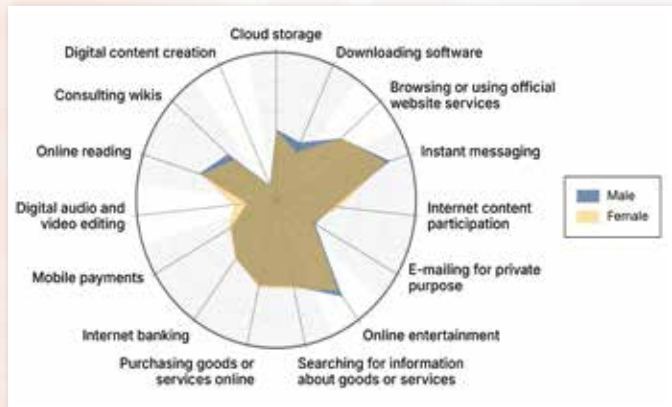 Cloud storage
Digital content creation
Downloading software
Consulting wikis
Browsing or using official
website services
Online reading
Instant messaging
Digital audio and
video editing
Internet content
participation
Mobile payments
E-mailing for private
purpose
Internet banking
Online entertainment
Purchasing goods or
services online
Searching for information
about goods or services
Male
Female